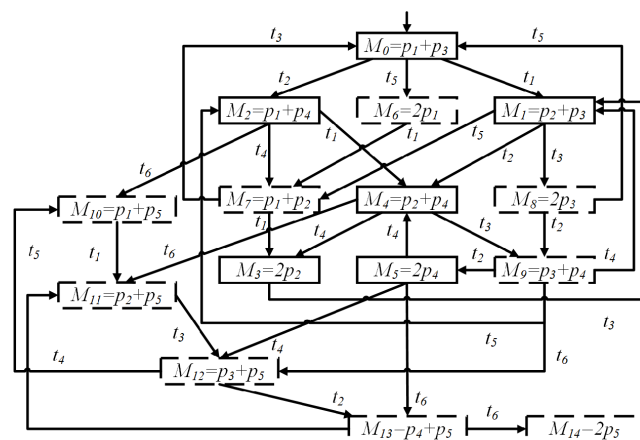 t3
M0=p1+p3
t5
t2
t5
t1
M2=p1+p4
M6=2p1
M1=p2+p3
t6
t4
t1
t1
t5
t2
t3
M10=p1+p5
M7=p1+p2
M4=p2+p4
M8=2p3
t5
t1
t6
t1
t4
t4
t3
t2
t4
M3=2p2
M5=2p4
t2
M9=p3+p4
M11=p2+p5
t3
t4
t5
t3
t4
t6
M12=p3+p5
t2
t6
M13−p4+p5
t6
M14−2p5